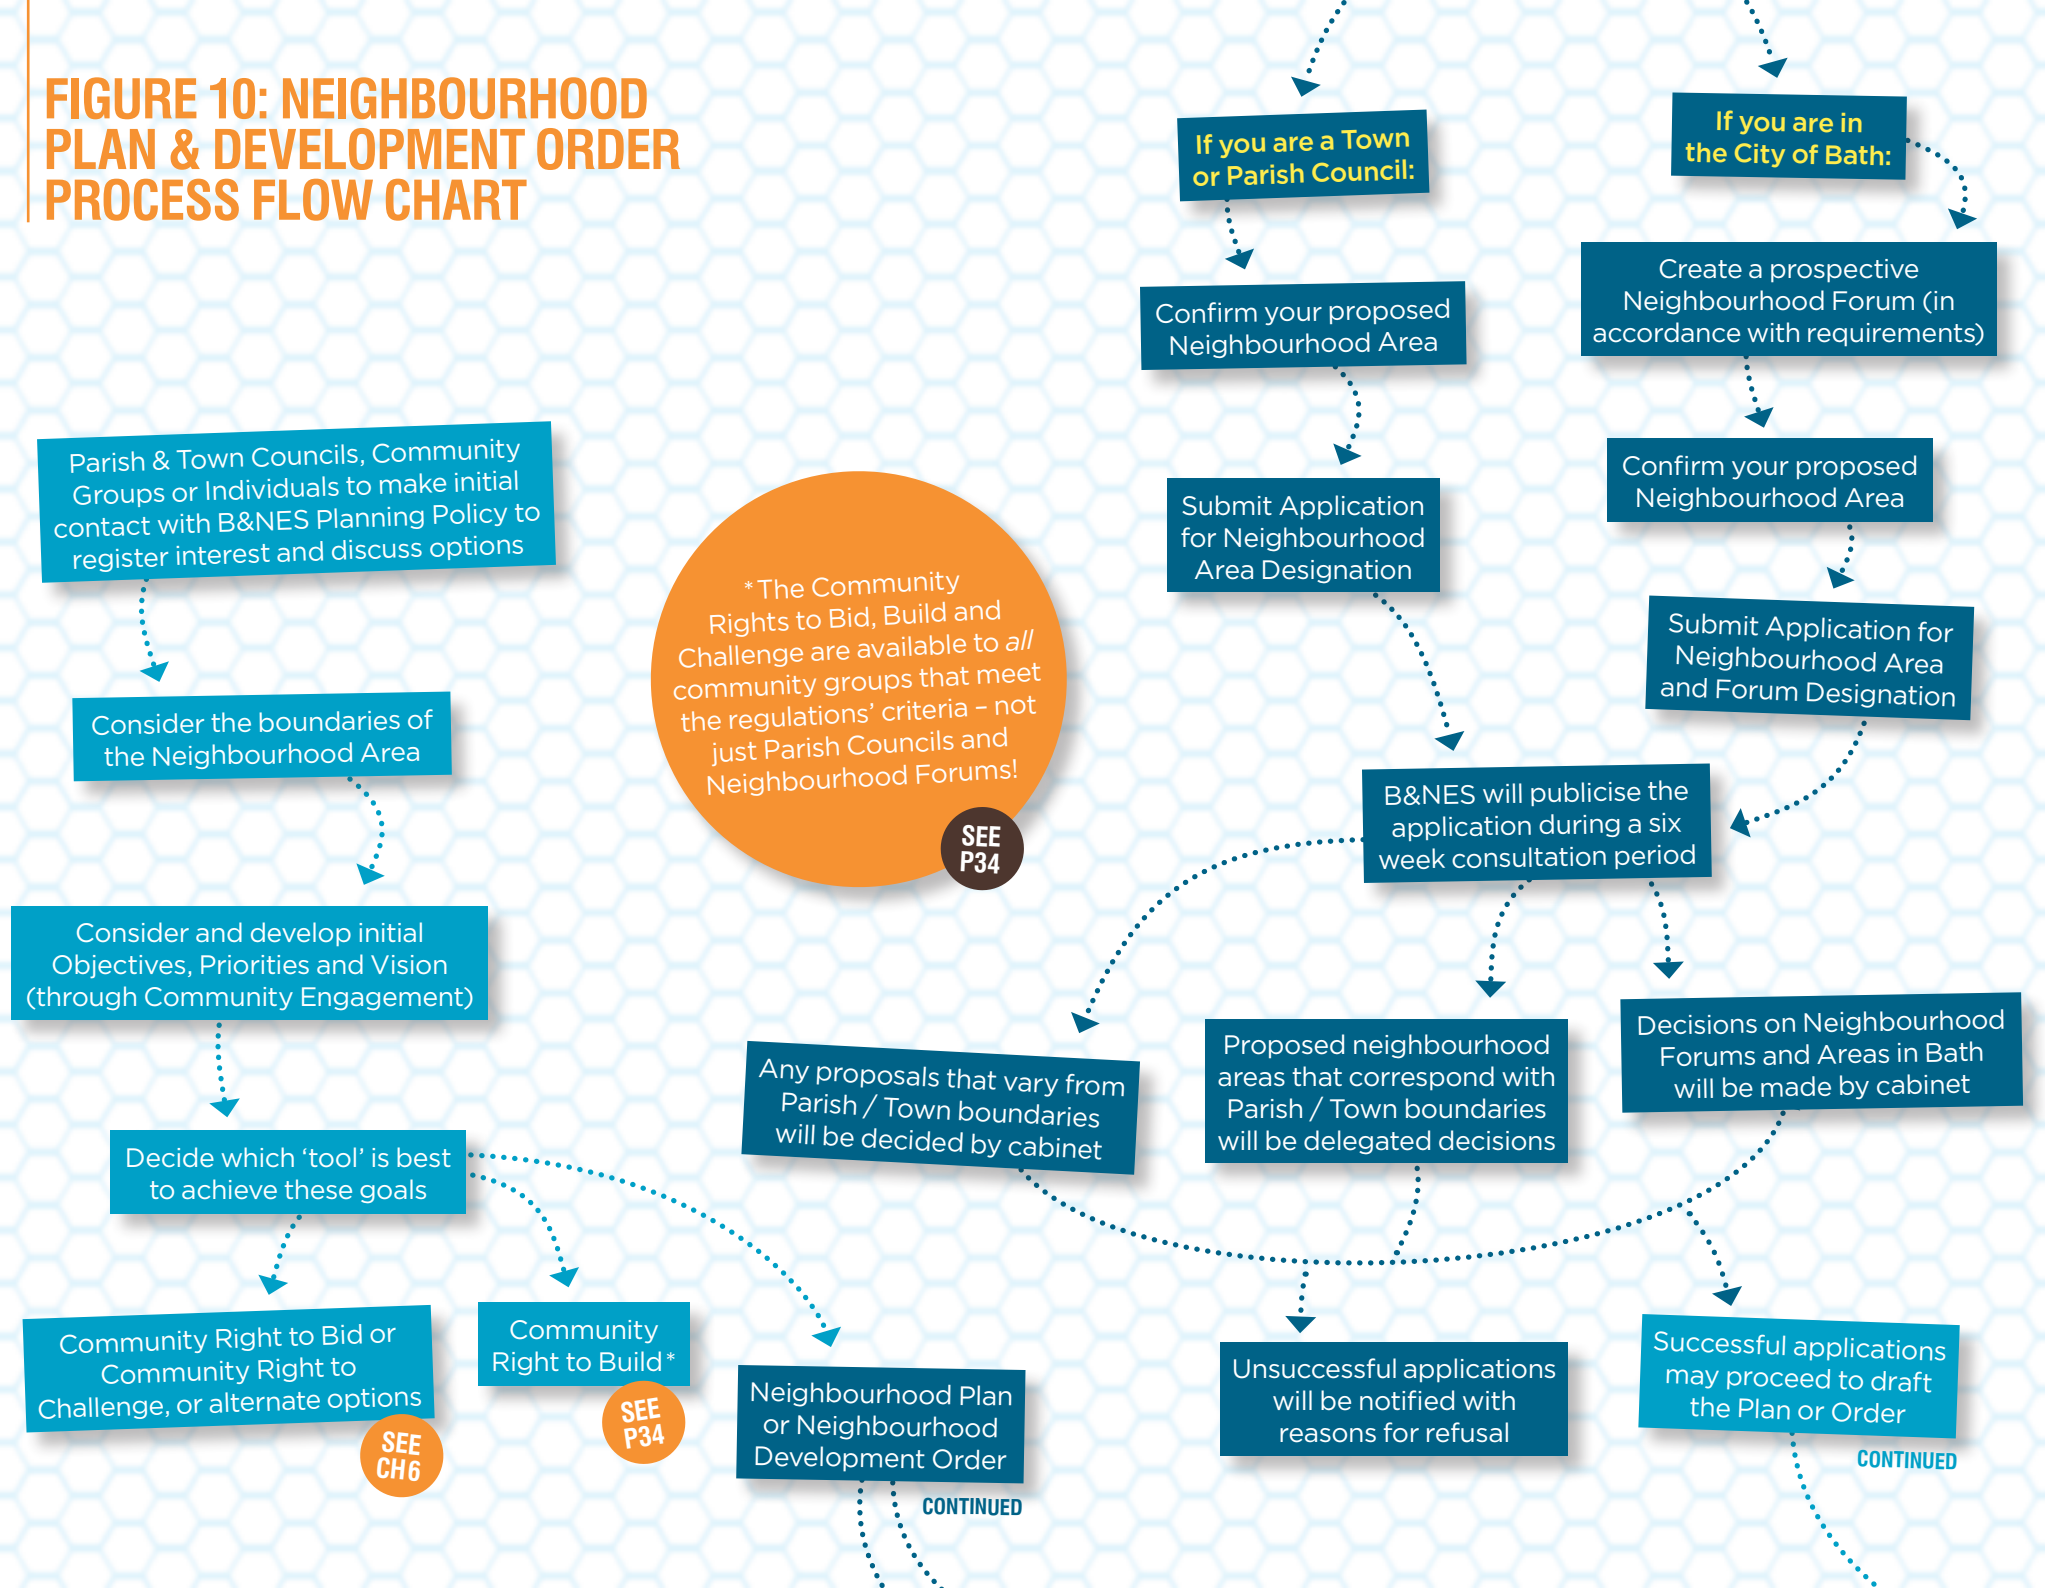 FIGURE 10: NEIGHBOURHOOD
PLAN & DEVELOPMENT ORDER
PROCESS FLOW CHART
Parish & Town Councils, Community
Groups or Individuals to make initial
contact with B&NES Planning Policy to
register interest and discuss options
Consider the boundaries of
the Neighbourhood Area
Consider and develop initial
Objectives, Priorities and Vision
(through Community Engagement)
Decide which ‘tool’ is best
to achieve these goals
Community Right to Bid or
Community Right to
Challenge, or alternate options
SEE
CH6
Community
Right to Build*
SEE
P34
Neighbourhood Plan
or Neighbourhood
Development Order
CONTINUED
*The Community
Rights to Bid, Build and
Challenge are available to all
community groups that meet
the regulations’ criteria – not
just Parish Councils and
Neighbourhood Forums!
SEE
P34
If you are a Town
or Parish Council:
Confirm your proposed
Neighbourhood Area
Submit Application
for Neighbourhood
Area Designation
If you are in
the City of Bath:
Create a prospective
Neighbourhood Forum (in
accordance with requirements)
Confirm your proposed
Neighbourhood Area
Submit Application for
Neighbourhood Area
and Forum Designation
B&NES will publicise the
application during a six
week consultation period
Any proposals that vary from
Parish / Town boundaries
will be decided by cabinet
Proposed neighbourhood
areas that correspond with
Parish / Town boundaries
will be delegated decisions
Decisions on Neighbourhood
Forums and Areas in Bath
will be made by cabinet
Unsuccessful applications
will be notified with
reasons for refusal
Successful applications
may proceed to draft
the Plan or Order
CONTINUED